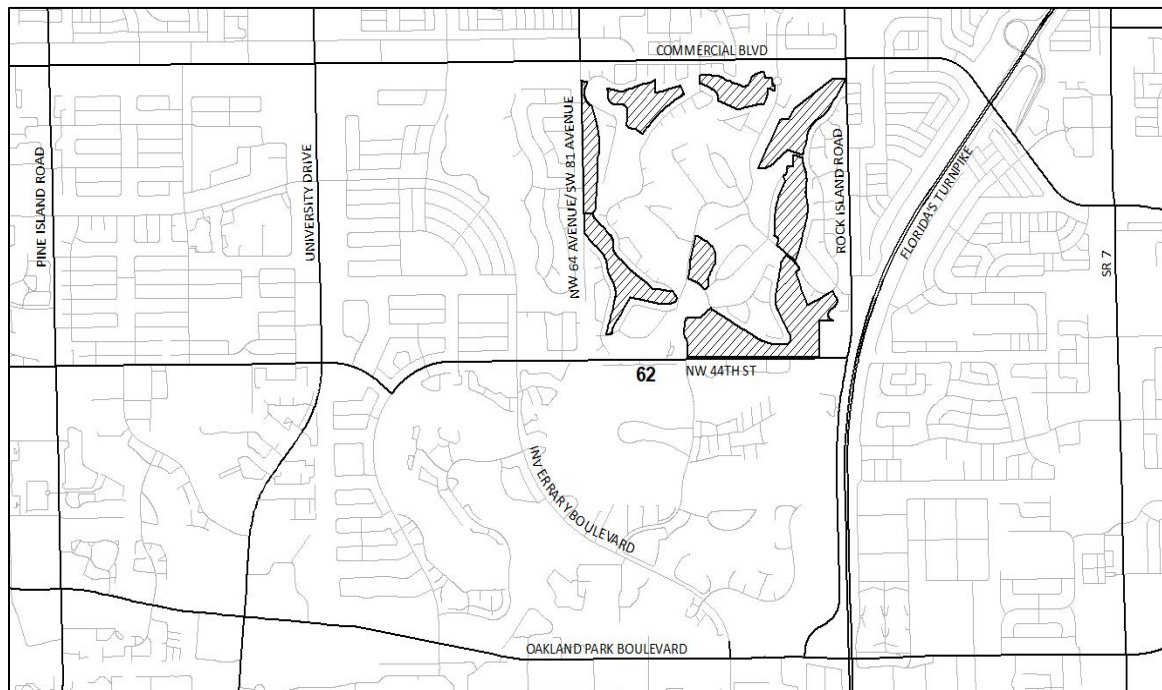 COMMERCIAL BLVD
NW 64 AVENUE/SW 81 AVENUE
PINE ISLAND ROAD
UNIVERSITY DRIVE
ROCK ISLAND ROAD
FLORIDA'S TURNPIKE
SR 7
62
NW 44TH ST
INVERRARY BOULEVARD
OAKLAND PARK BOULEVARD